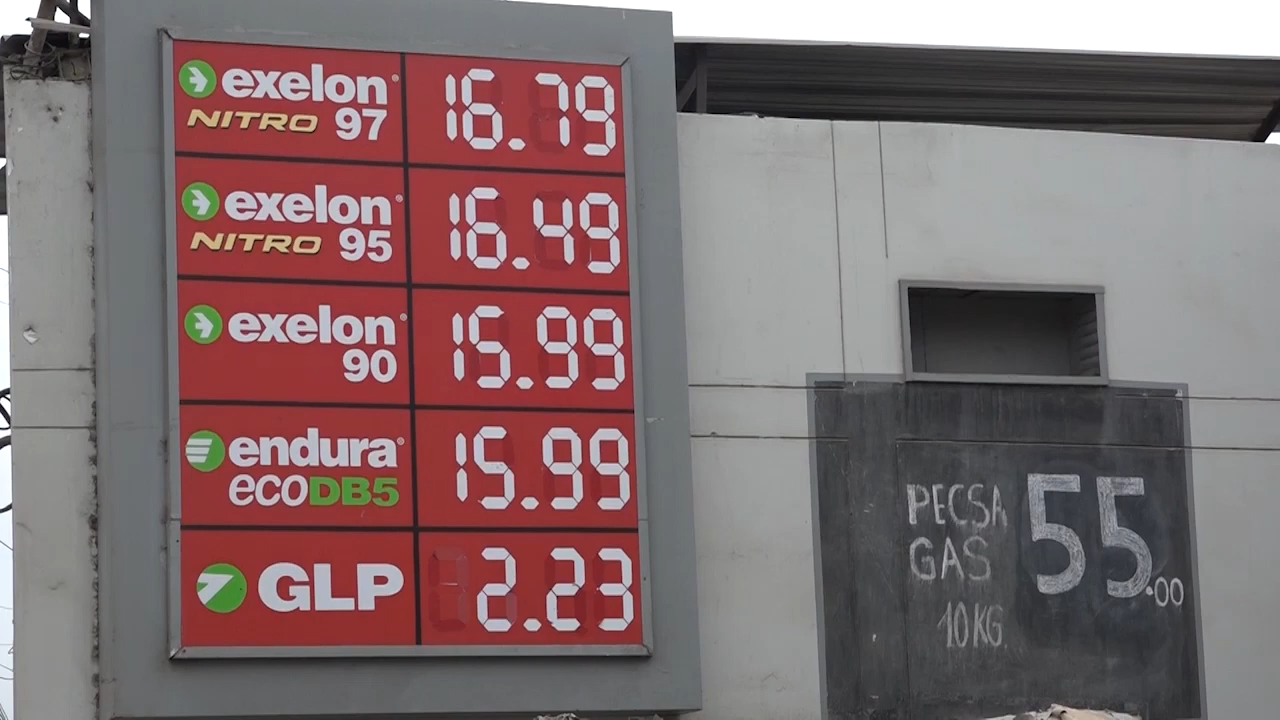 exelon®
NITRO 97
16.79
exelon®
NITRO 95
16.49
exelon®
90
15.99
endura®
ecoDB5
15.99
GLP
2.23
PECSA
GAS
10KG.
55.00